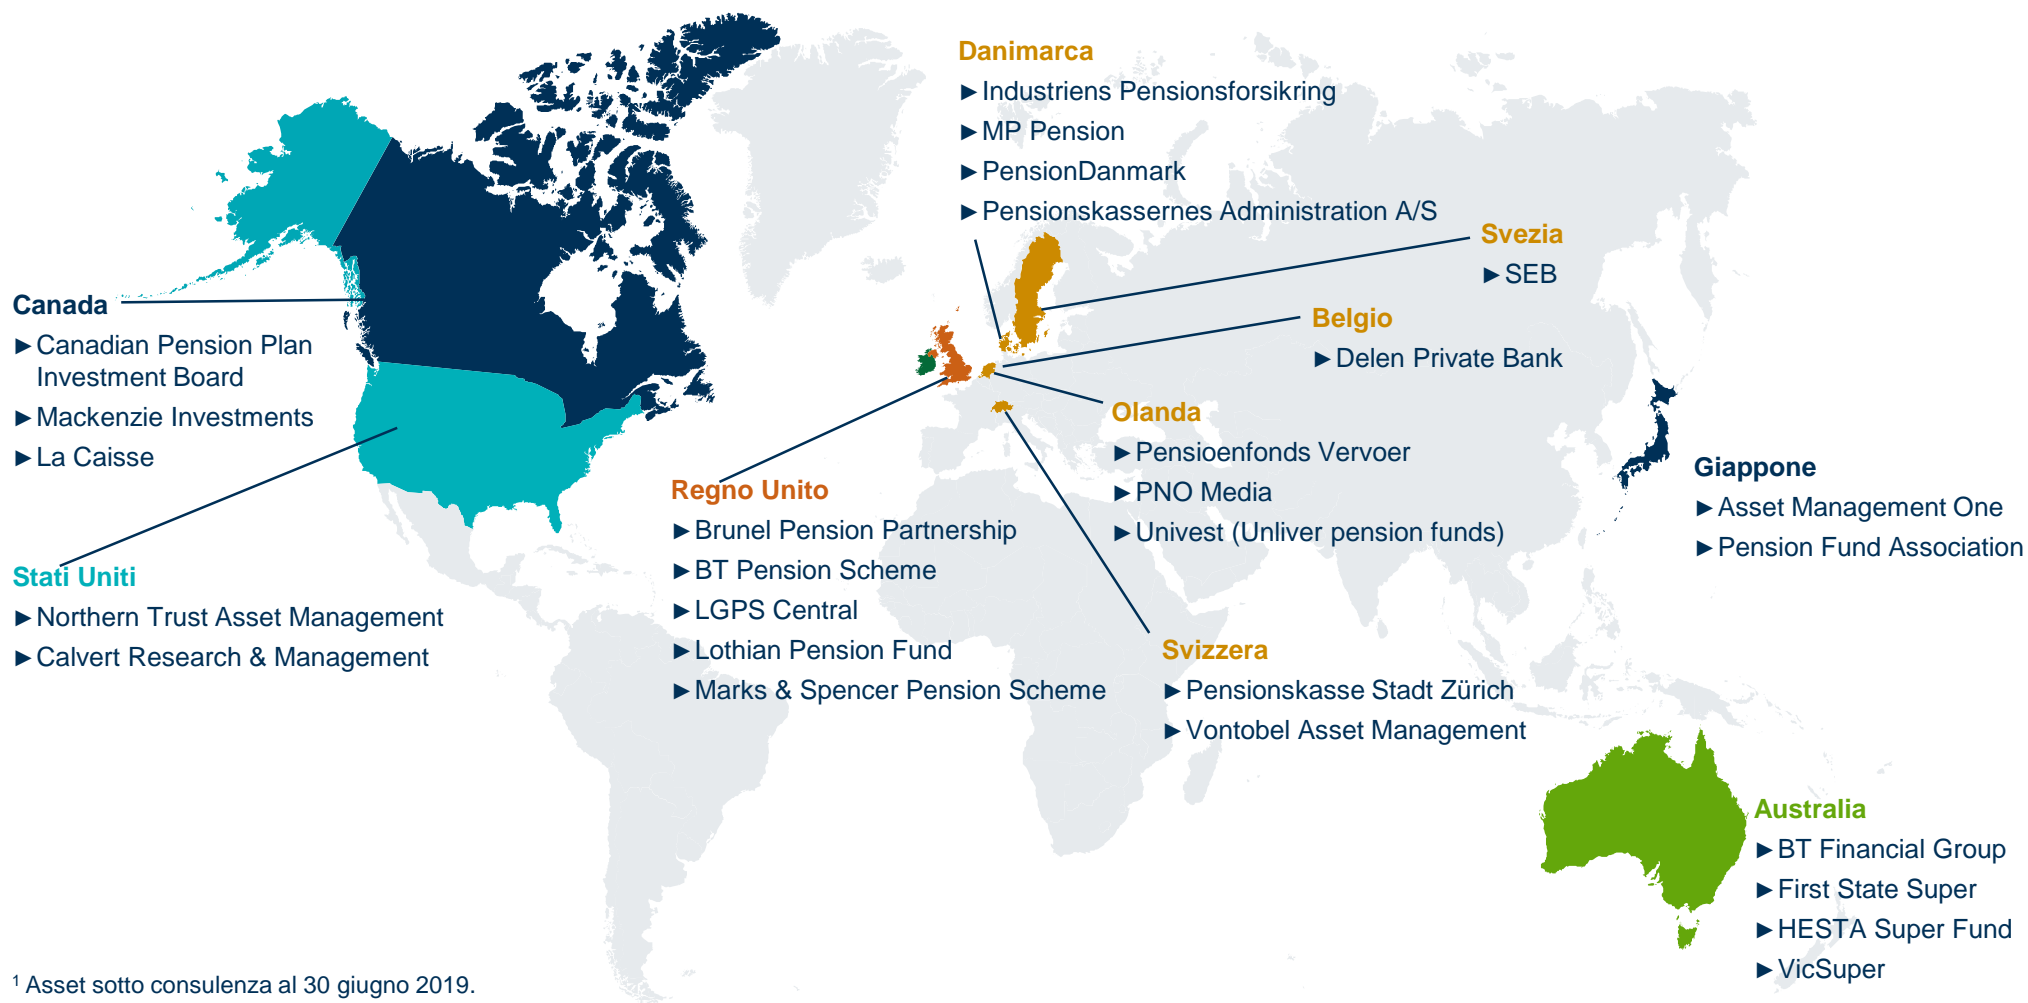 Danimarca
►Industriens Pensionsforsikring
►MP Pension
►PensionDanmark
►Pensionskassernes Administration A/S
Svezia
►SEB
Belgio
►Delen Private Bank
Canada
►Canadian Pension Plan
Investment Board
►Mackenzie Investments
►La Caisse
Olanda
►Pensioenfonds Vervoer
►PNO Media
►Univest (Unliver pension funds)
Giappone
►Asset Management One
►Pension Fund Association
Regno Unito
►Brunel Pension Partnership
►BT Pension Scheme
►LGPS Central
►Lothian Pension Fund
►Marks & Spencer Pension Scheme
Stati Uniti
►Northern Trust Asset Management
►Calvert Research & Management
Svizzera
►Pensionskasse Stadt Zürich
►Vontobel Asset Management
Australia
►BT Financial Group
►First State Super
►HESTA Super Fund
►VicSuper
¹ Asset sotto consulenza al 30 giugno 2019.